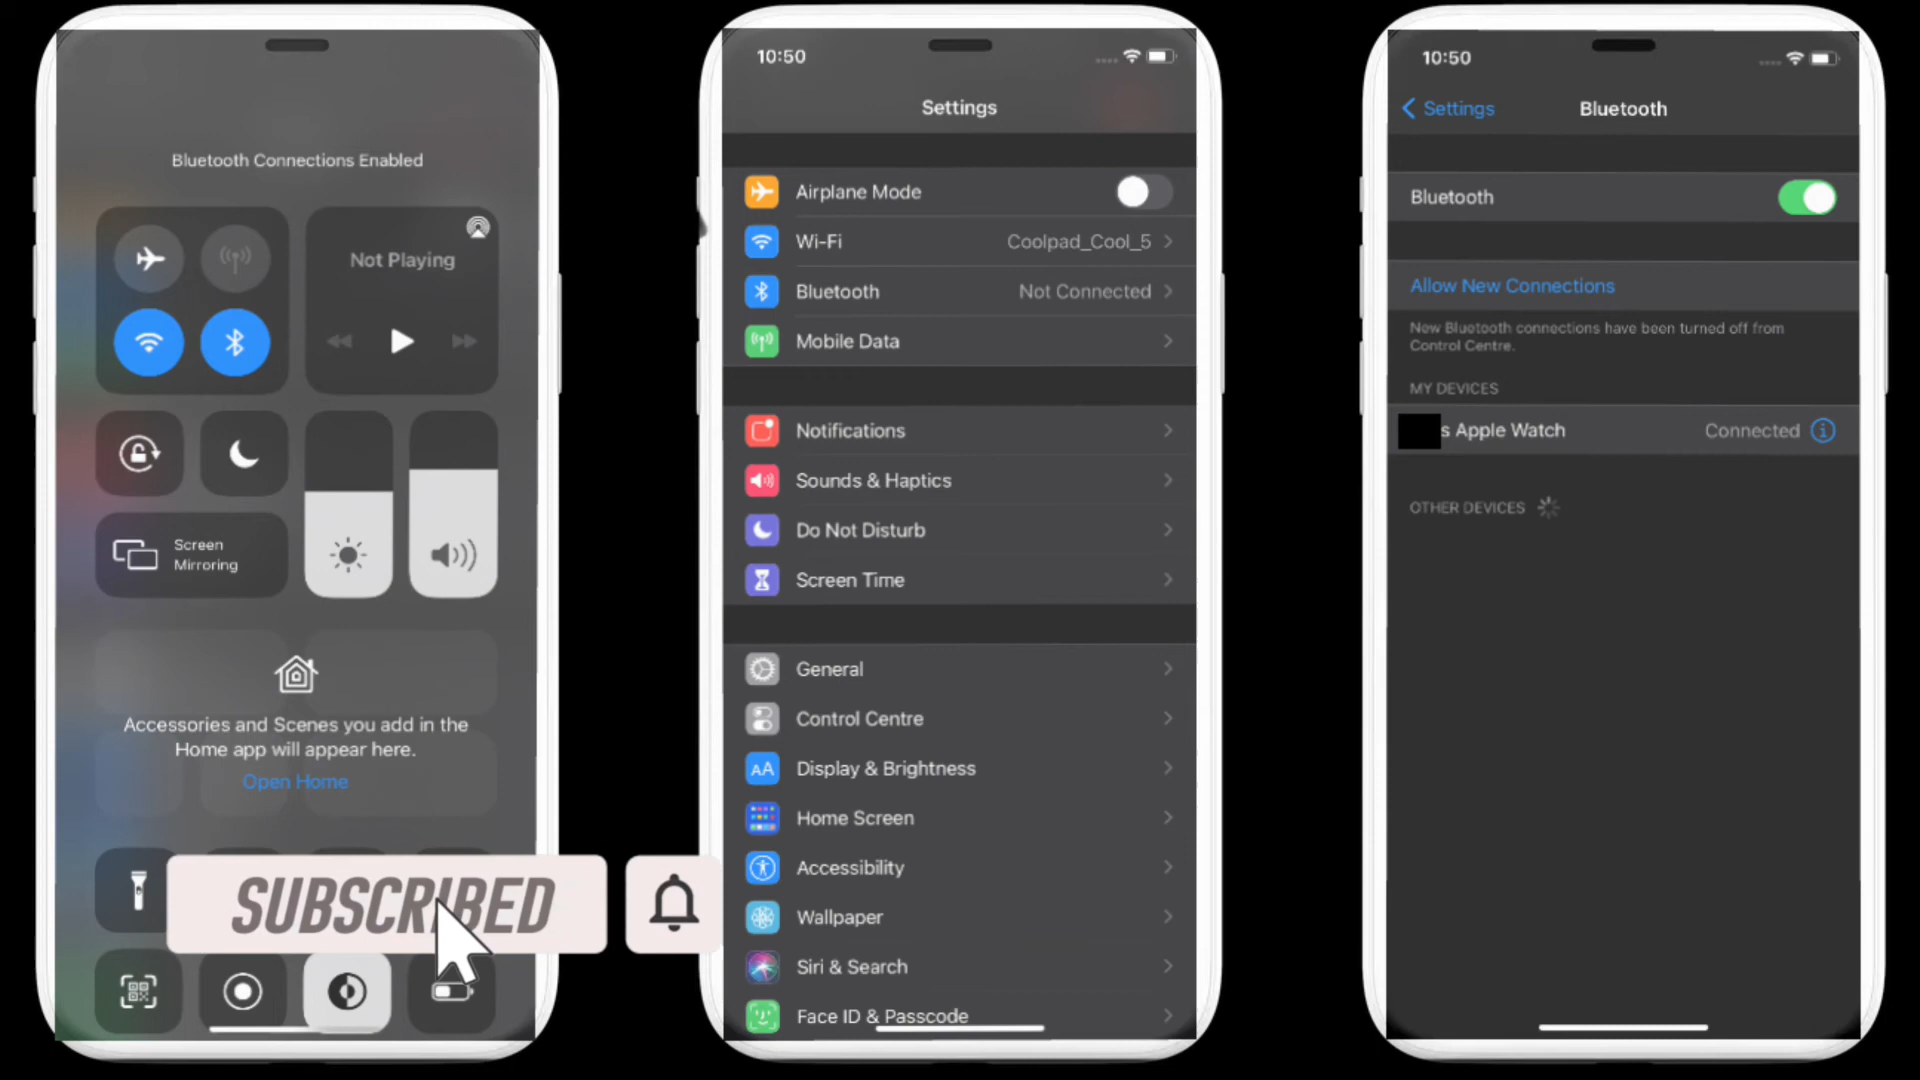 Bluetooth Connections Enabled
Not Playing
Screen
Mirroring
Accessories and Scenes you add in the
Home app will appear here.
Open Home
SUBSCRIBED
10:50
Settings
Airplane Mode
Wi-Fi Coolpad_Cool_5
Bluetooth Not Connected
Mobile Data
Notifications
Sounds & Haptics
Do Not Disturb
Screen Time
General
Control Centre
AA Display & Brightness
Home Screen
Accessibility
Wallpaper
Siri & Search
Face ID & Passcode
10:50
Settings Bluetooth
Bluetooth
Allow New Connections
New Bluetooth connections have been turned off from
Control Centre.
MY DEVICES
s Apple Watch Connected
OTHER DEVICES